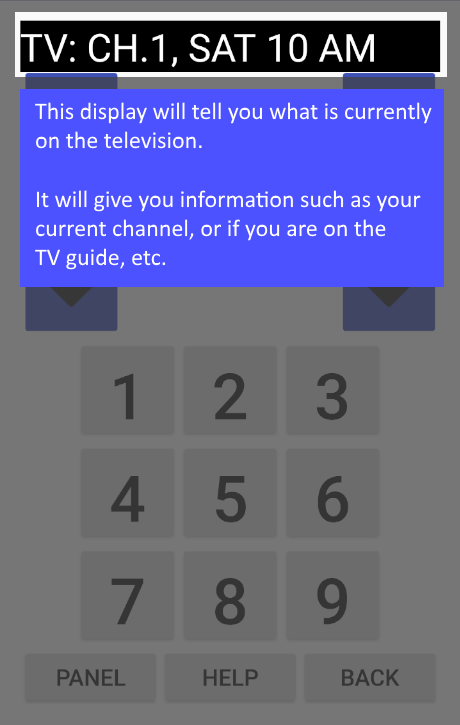 TV: CH.1, SAT 10 AM
This display will tell you what is currently
on the television.
It will give you information such as your
current channel, or if you are on the
TV guide, etc.
1 2 3
4 5 6
7 8 9
PANEL HELP BACK